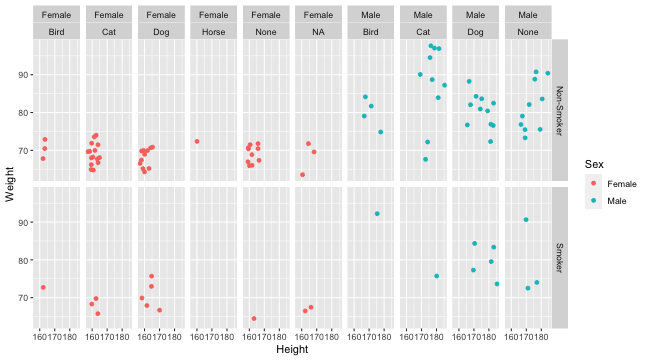 Female Female Female Female Female Female Male Male Male Male
Bird Cat Dog Horse None NA Bird Cat Dog None
90
80
70
Non-Smoker
90
80
70
Smoker
Weight
160170180 160170180 160170180 160170180 160170180 160170180 160170180 160170180 160170180 160170180
Height
Sex
Female
Male